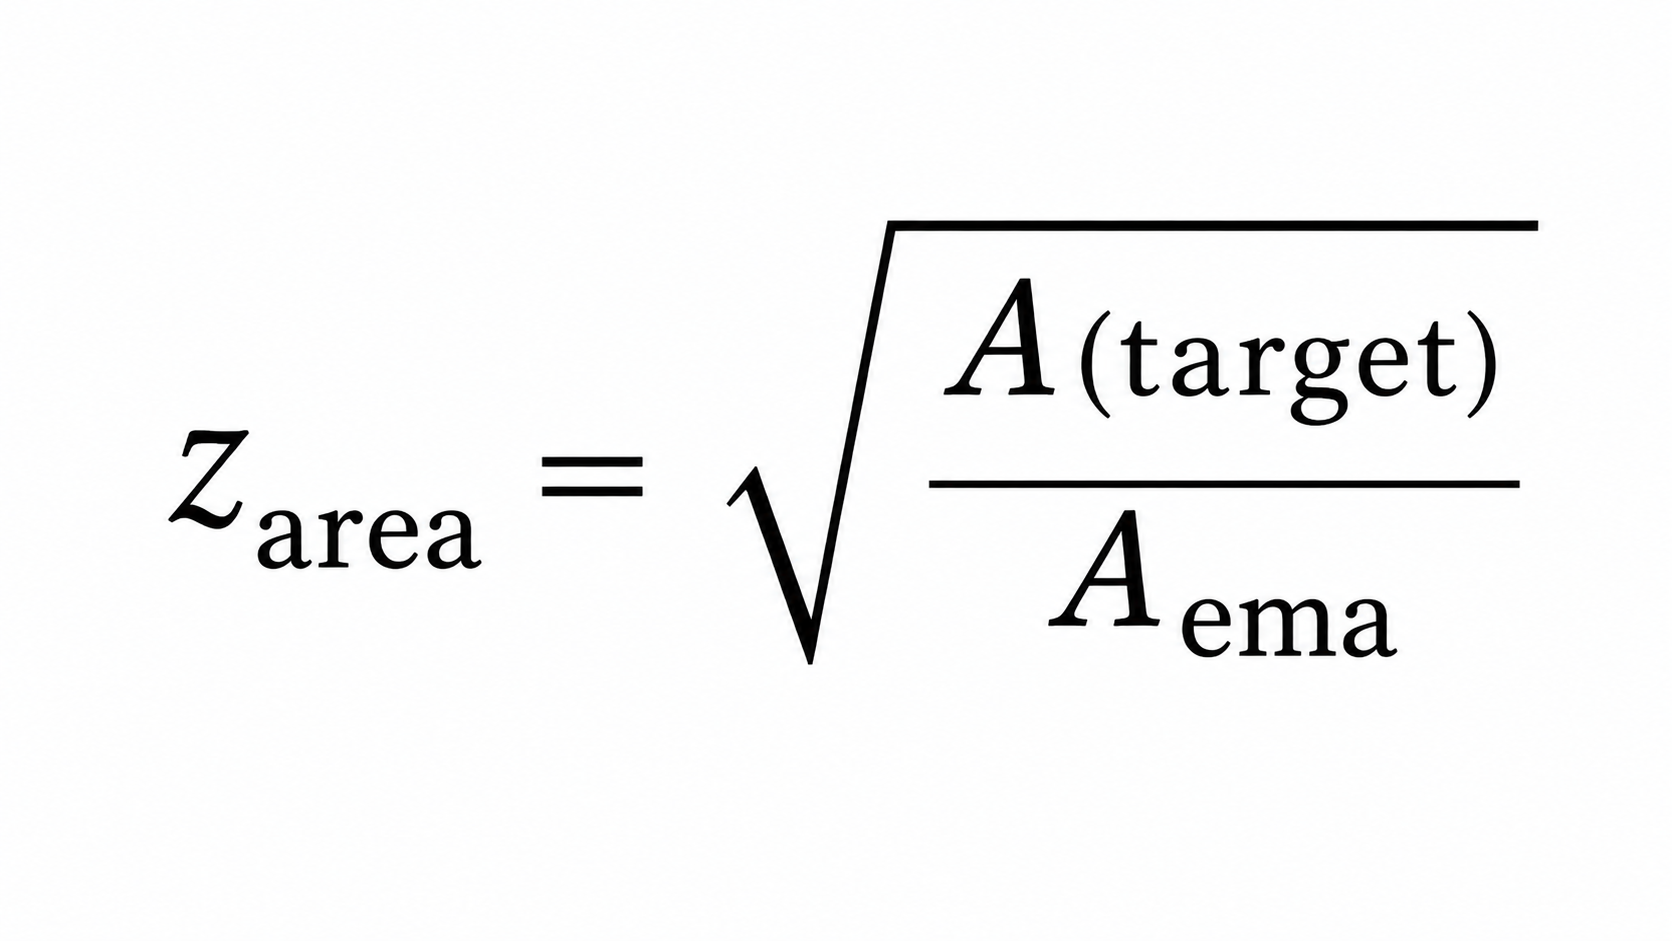 z_area = √(A(target) / A_ema)